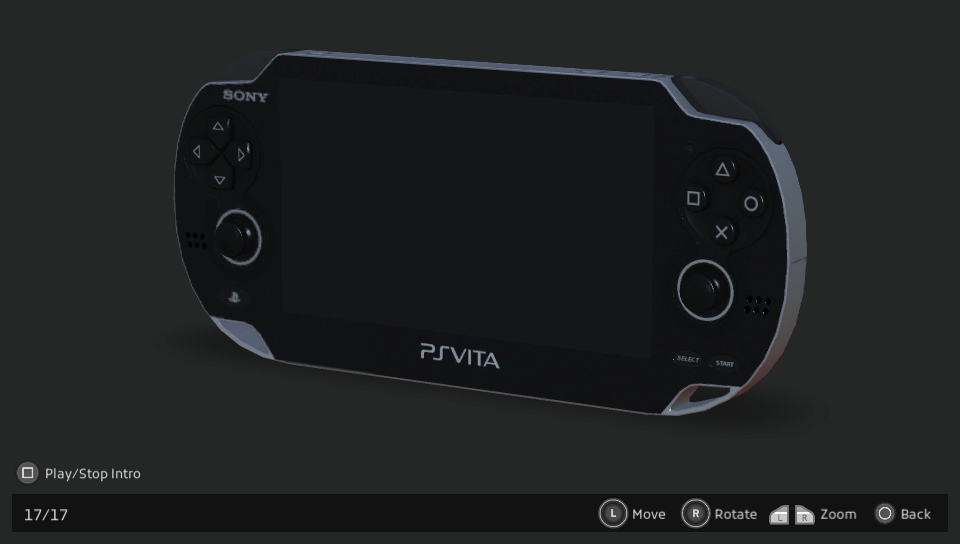 SONY
PSVITA
SELECT START
Play/Stop Intro
17/17 L Move R Rotate L R Zoom Back